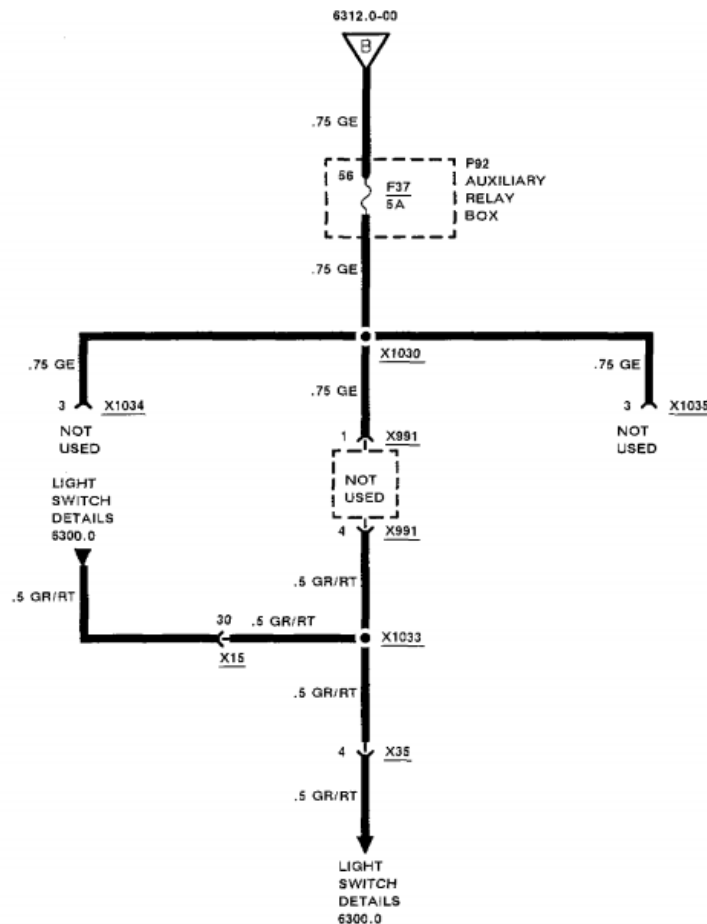 6312.0-00
B
.75 GE
56
F37
5A
P92
AUXILIARY
RELAY
BOX
.75 GE
X1030
.75 GE
.75 GE
.75 GE
3
X1034
NOT
USED
3
X1035
NOT
USED
1
X991
NOT
USED
4
X991
LIGHT
SWITCH
DETAILS
6300.0
.5 GR/RT
.5 GR/RT
30
.5 GR/RT
X15
X1033
.5 GR/RT
4
X35
.5 GR/RT
LIGHT
SWITCH
DETAILS
6300.0